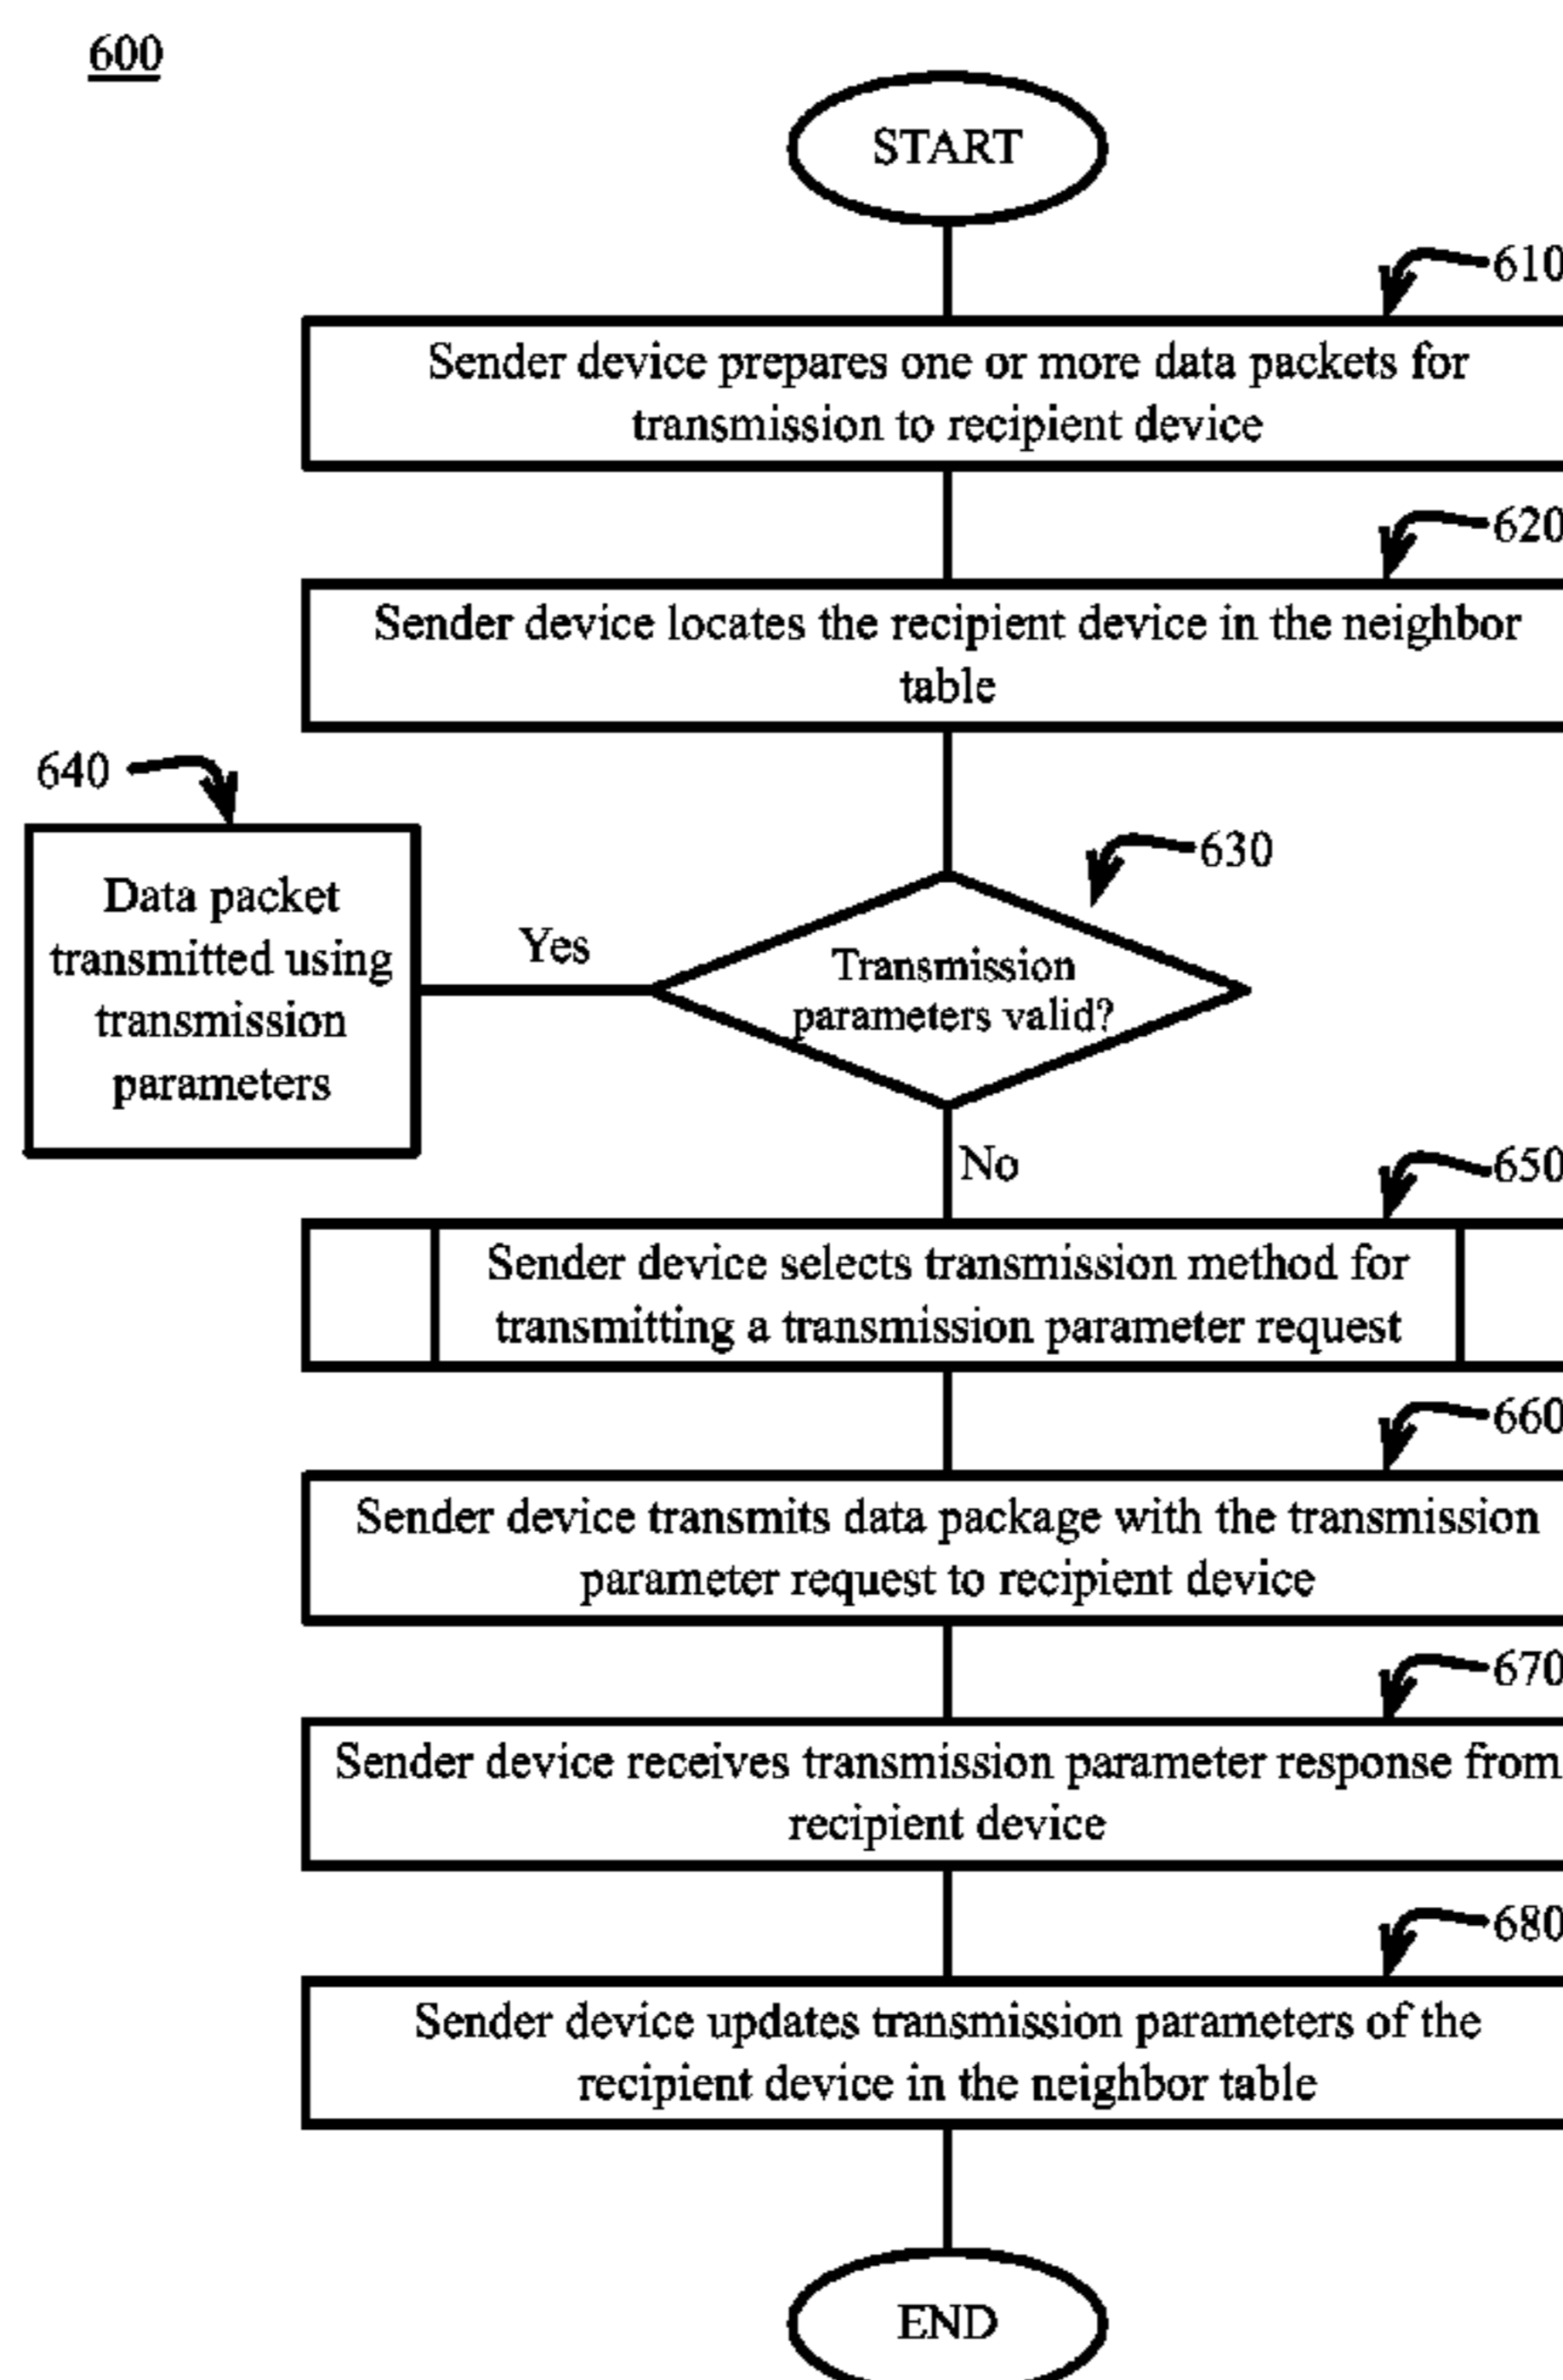 600
START
610
Sender device prepares one or more data packets for
transmission to recipient device
620
Sender device locates the recipient device in the neighbor
table
640
630
Data packet
transmitted using
transmission
parameters
Yes
Transmission
parameters valid?
No
650
Sender device selects transmission method for
transmitting a transmission parameter request
660
Sender device transmits data package with the transmission
parameter request to recipient device
670
Sender device receives transmission parameter response from
recipient device
680
Sender device updates transmission parameters of the
recipient device in the neighbor table
END